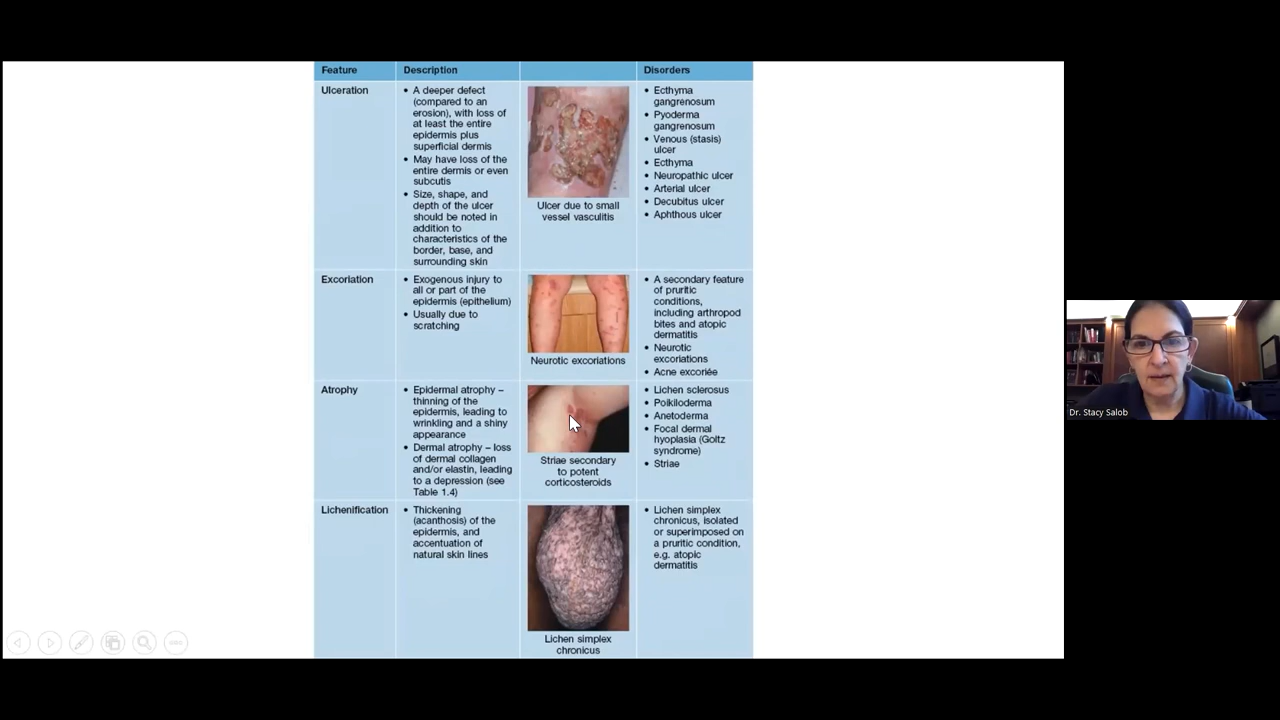 Feature
Description
Disorders
Ulceration
• A deeper defect
(compared to an
erosion), with loss of
at least the entire
epidermis plus
superficial dermis
• May have loss of the
entire dermis or even
subcutis
• Size, shape, and
depth of the ulcer
should be noted in
addition to
characteristics of the
border, base, and
surrounding skin
Ulcer due to small
vessel vasculitis
• Ecthyma
gangrenosum
• Pyoderma
gangrenosum
• Venous (stasis)
ulcer
• Ecthyma
• Neuropathic ulcer
• Arterial ulcer
• Decubitus ulcer
• Aphthous ulcer
Excoriation
• Exogenous injury to
all or part of the
epidermis (epithelium)
• Usually due to
scratching
Neurotic excoriations
• A secondary feature
of pruritic
conditions,
including arthropod
bites and atopic
dermatitis
• Neurotic
excoriations
• Acne excoriée
Atrophy
• Epidermal atrophy –
thinning of the
epidermis, leading to
wrinkling and a shiny
appearance
• Dermal atrophy – loss
of dermal collagen
and/or elastin, leading
to a depression (see
Table 1.4)
Striae secondary
to potent
corticosteroids
• Lichen sclerosus
• Poikiloderma
• Anetoderma
• Focal dermal
hyoplasia (Goltz
syndrome)
• Striae
Lichenification
• Thickening
(acanthosis) of the
epidermis, and
accentuation of
natural skin lines
Lichen simplex
chronicus
• Lichen simplex
chronicus, isolated
or superimposed on
a pruritic condition,
e.g. atopic
dermatitis
Dr. Stacy Salob